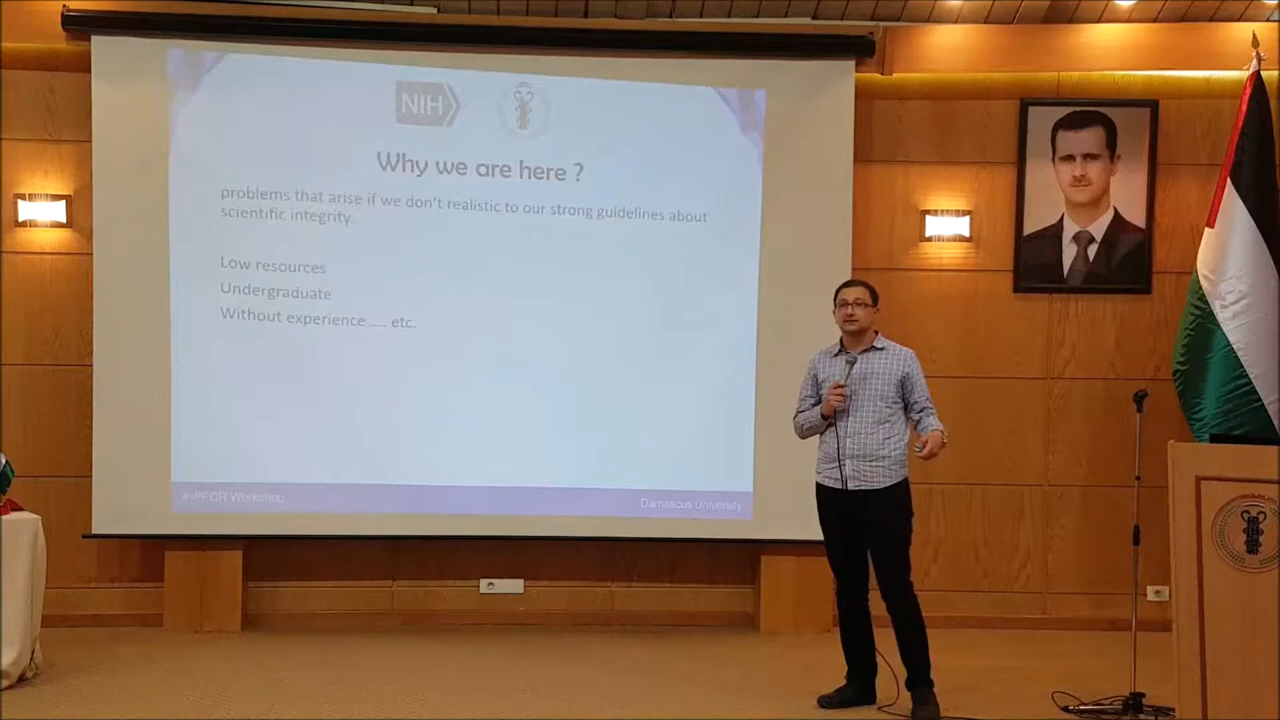 NIH
Why we are here ?
problems that arise if we don't realistic to our strong guidelines about
scientific integrity.
Low resources
Undergraduate
Without experience .... etc.
#IPPCR Workshop
Damascus University